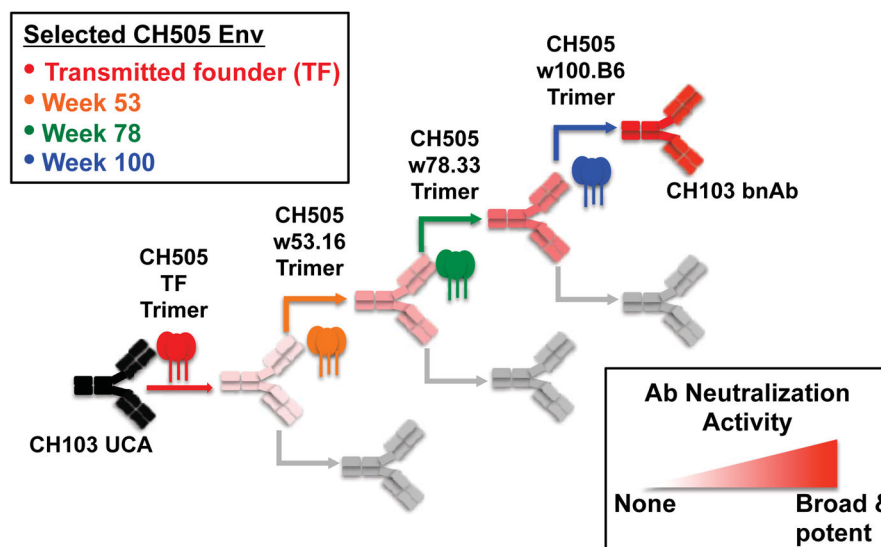 Selected CH505 Env
Transmitted founder (TF)
Week 53
Week 78
Week 100
CH505
w100.B6
Trimer
CH103 bnAb
CH505
w78.33
Trimer
CH505
w53.16
Trimer
CH505
TF
Trimer
CH103 UCA
Ab Neutralization
Activity
None
Broad &
potent